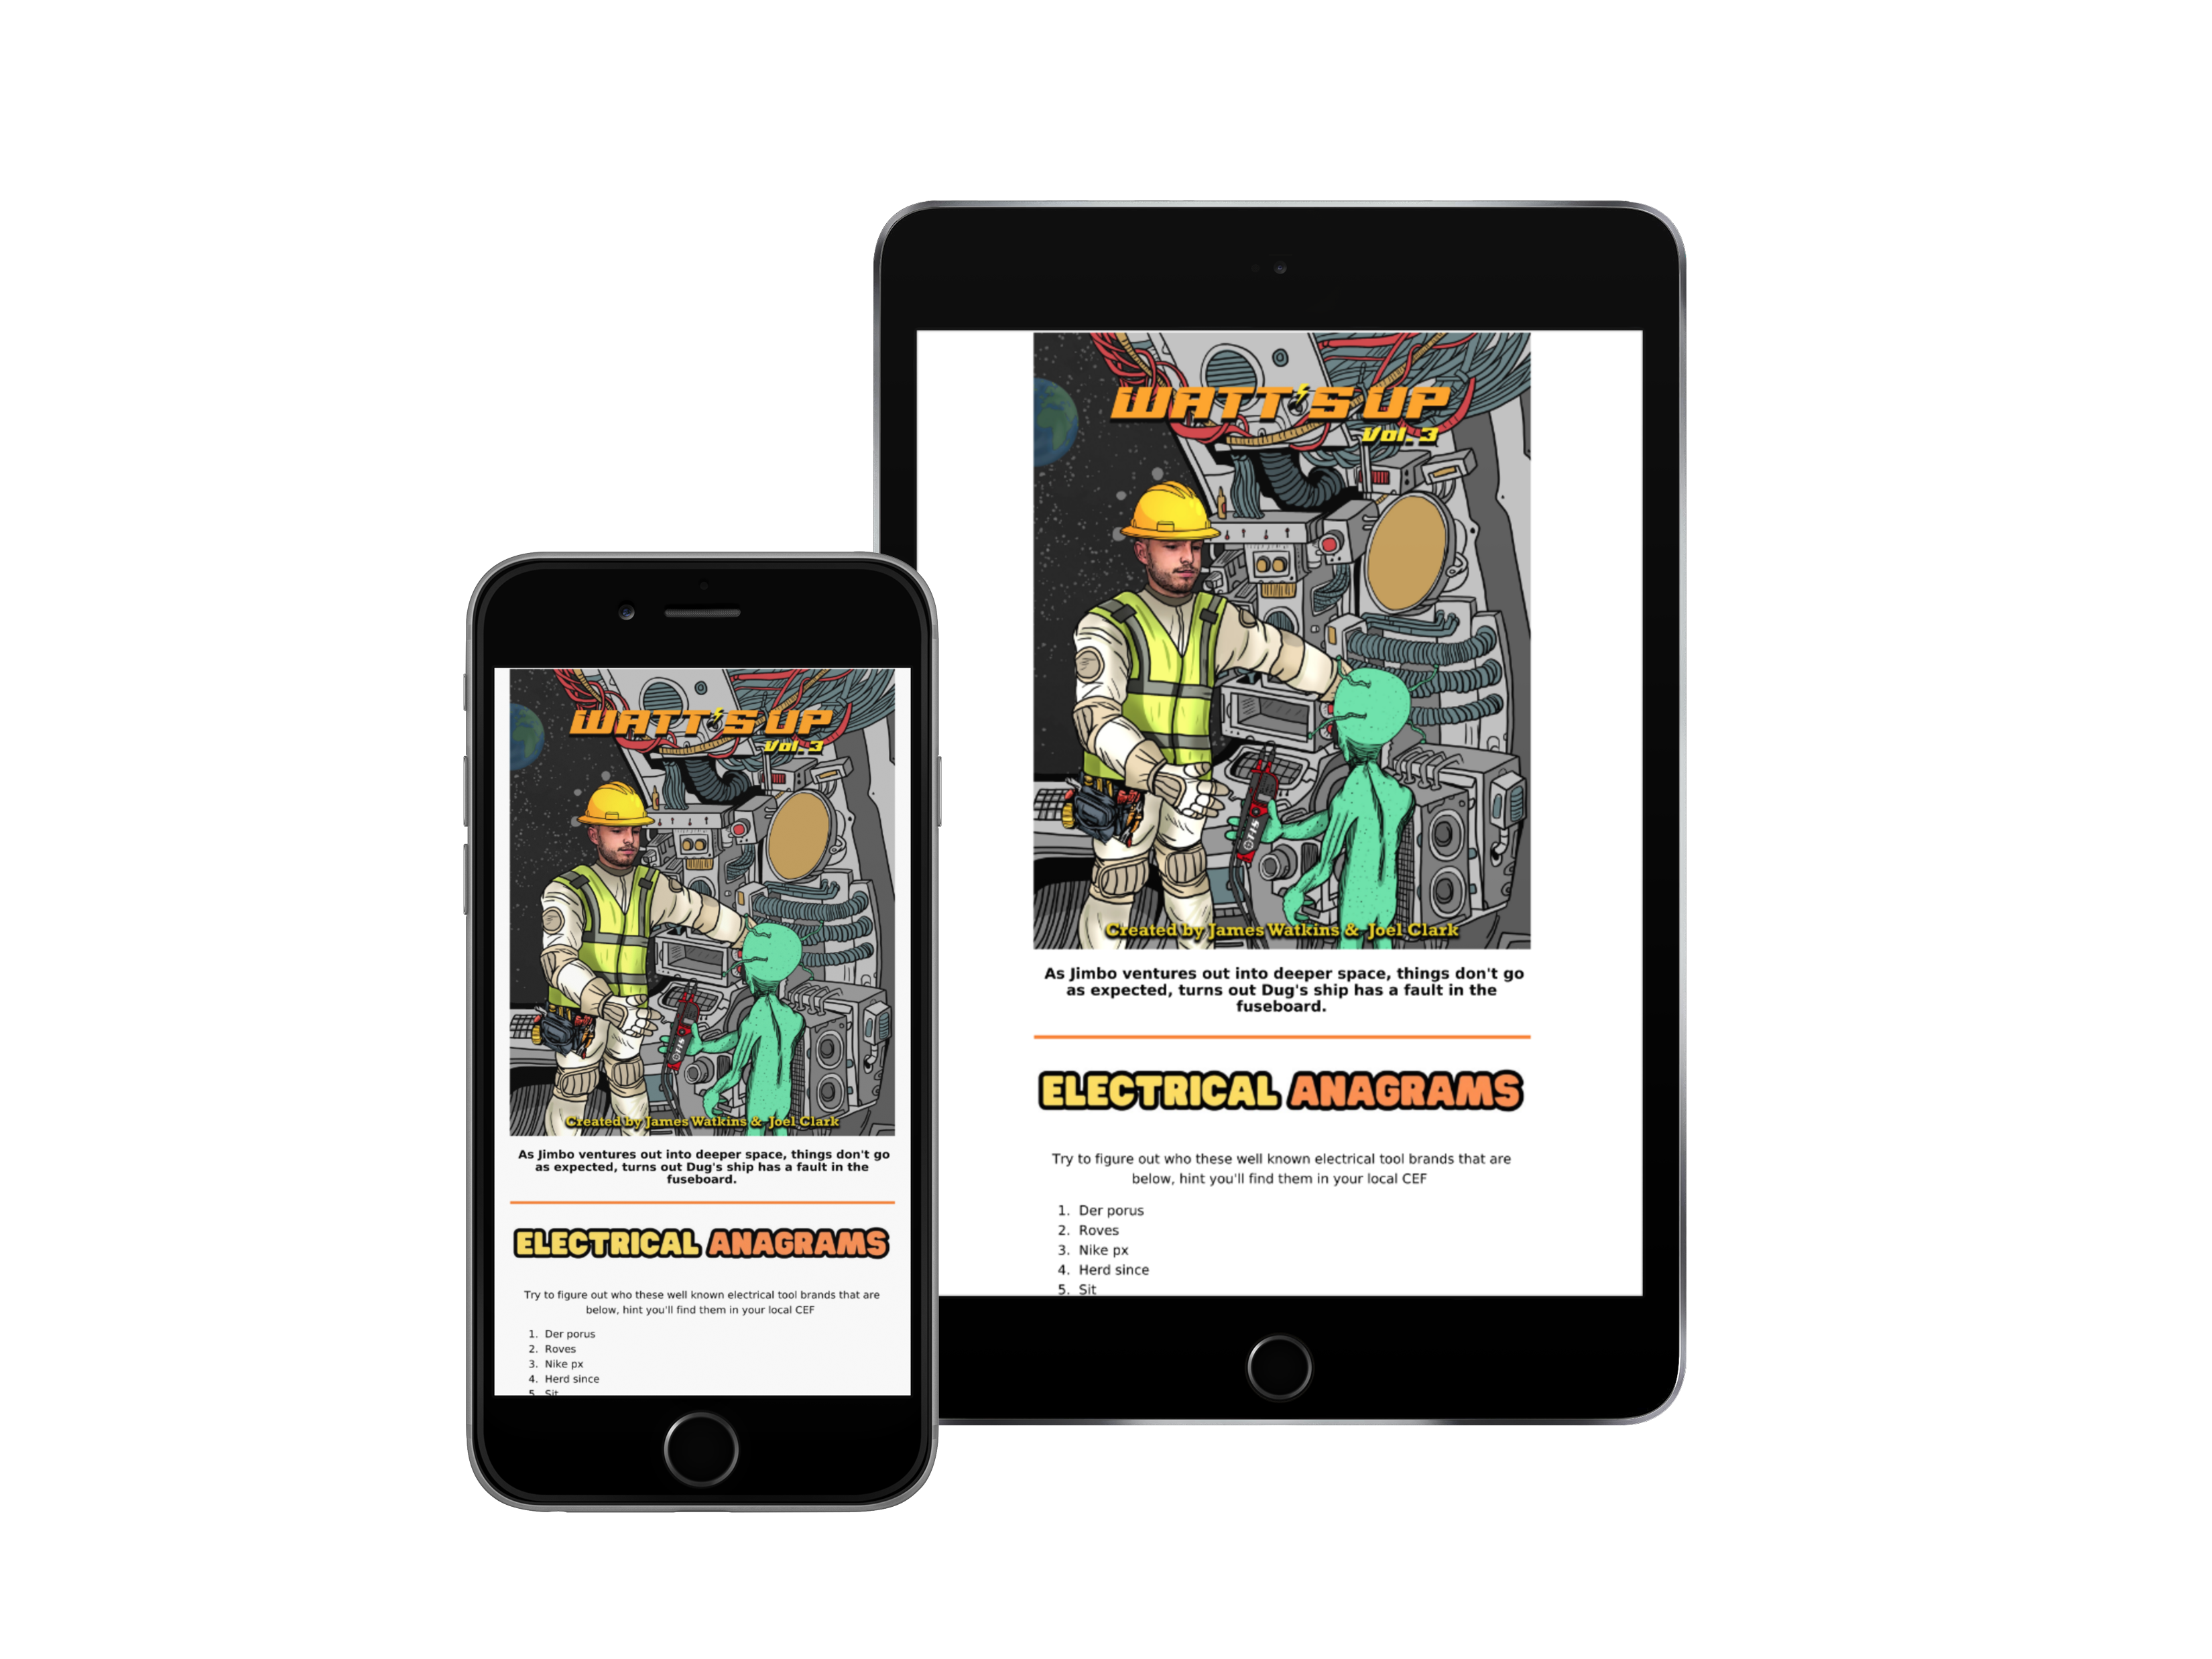 WATT'S UP
Vol. 3
OTIS
Created by James Watkins & Joel Clark
As Jimbo ventures out into deeper space, things don't go
as expected, turns out Dug's ship has a fault in the
fuseboard.
ELECTRICAL ANAGRAMS
Try to figure out who these well known electrical tool brands that are
below, hint you'll find them in your local CEF
1. Der porus
2. Roves
3. Nike px
4. Herd since
5. Sit
WATT'S UP
Vol. 3
OTIS
Created by James Watkins & Joel Clark
As Jimbo ventures out into deeper space, things don't go
as expected, turns out Dug's ship has a fault in the
fuseboard.
ELECTRICAL ANAGRAMS
Try to figure out who these well known electrical tool brands that are
below, hint you'll find them in your local CEF
1. Der porus
2. Roves
3. Nike px
4. Herd since
5. Sit